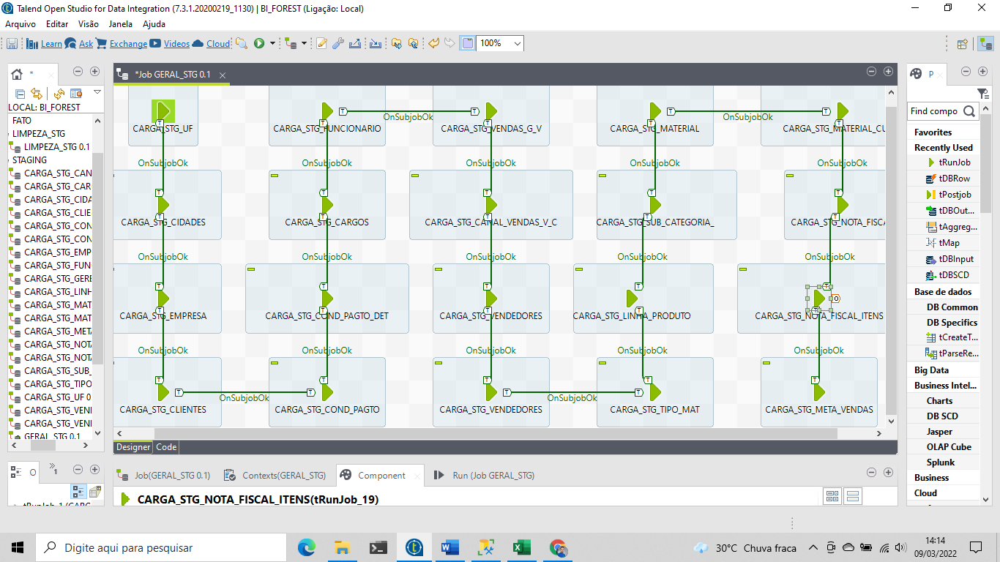 Talend Open Studio for Data Integration (7.3.1.20200219_1130) | BI_FOREST (Ligação: Local)
Arquivo Editar Visão Janela Ajuda
Learn Ask Exchange Videos Cloud 100%
*
*Job GERAL_STG 0.1
P
LOCAL: BI_FOREST
FATO
LIMPEZA_STG
LIMPEZA_STG 0.1
STAGING
CARGA_STG_CAN
CARGA_STG_CAR
CARGA_STG_CIDA
CARGA_STG_CLIE
CARGA_STG_CON
CARGA_STG_CON
CARGA_STG_EMP
CARGA_STG_FUN
CARGA_STG_GERE
CARGA_STG_LINH
CARGA_STG_MAT
CARGA_STG_MAT
CARGA_STG_META
CARGA_STG_NOTA
CARGA_STG_NOTA
CARGA_STG_SUB_
CARGA_STG_TIPO
CARGA_STG_UF 0
CARGA_STG_VENI
CARGA_STG_VENI
GERAL_STG 0.1
OnSubjobOk OnSubjobOk
CARGA_STG_UF CARGA_STG_FUNCIONARIO CARGA_STG_VENDAS_G_V CARGA_STG_MATERIAL CARGA_STG_MATERIAL_CU
OnSubjobOk OnSubjobOk OnSubjobOk OnSubjobOk OnSubjobOk
CARGA_STG_CIDADES CARGA_STG_CARGOS CARGA_STG_CANAL_VENDAS_V_C CARGA_STG_SUB_CATEGORIA_ CARGA_STG_NOTA_FISCA
OnSubjobOk OnSubjobOk OnSubjobOk OnSubjobOk OnSubjobOk
CARGA_STG_EMPRESA CARGA_STG_COND_PAGTO_DET CARGA_STG_VENDEDORES CARGA_STG_LINHA_PRODUTO CARGA_STG_NOTA_FISCAL_ITENS
OnSubjobOk OnSubjobOk OnSubjobOk OnSubjobOk OnSubjobOk
OnSubjobOk OnSubjobOk
CARGA_STG_CLIENTES CARGA_STG_COND_PAGTO CARGA_STG_VENDEDORES CARGA_STG_TIPO_MAT CARGA_STG_META_VENDAS
Designer Code
Find compo
Favorites
Recently Used
tRunJob
tDBRow
tPostjob
tDBOut...
tAggreg...
tMap
tDBInput
tDBSCD
Base de dados
DB Common
DB Specifics
tCreateT...
tParseRe...
Big Data
Business Intel...
Charts
DB SCD
Jasper
OLAP Cube
Splunk
Business
Cloud
O
1
Job(GERAL_STG 0.1) Contexts(GERAL_STG) Component Run (Job GERAL_STG)
CARGA_STG_NOTA_FISCAL_ITENS(tRunJob_19)
Digite aqui para pesquisar
30°C Chuva fraca
14:14
09/03/2022